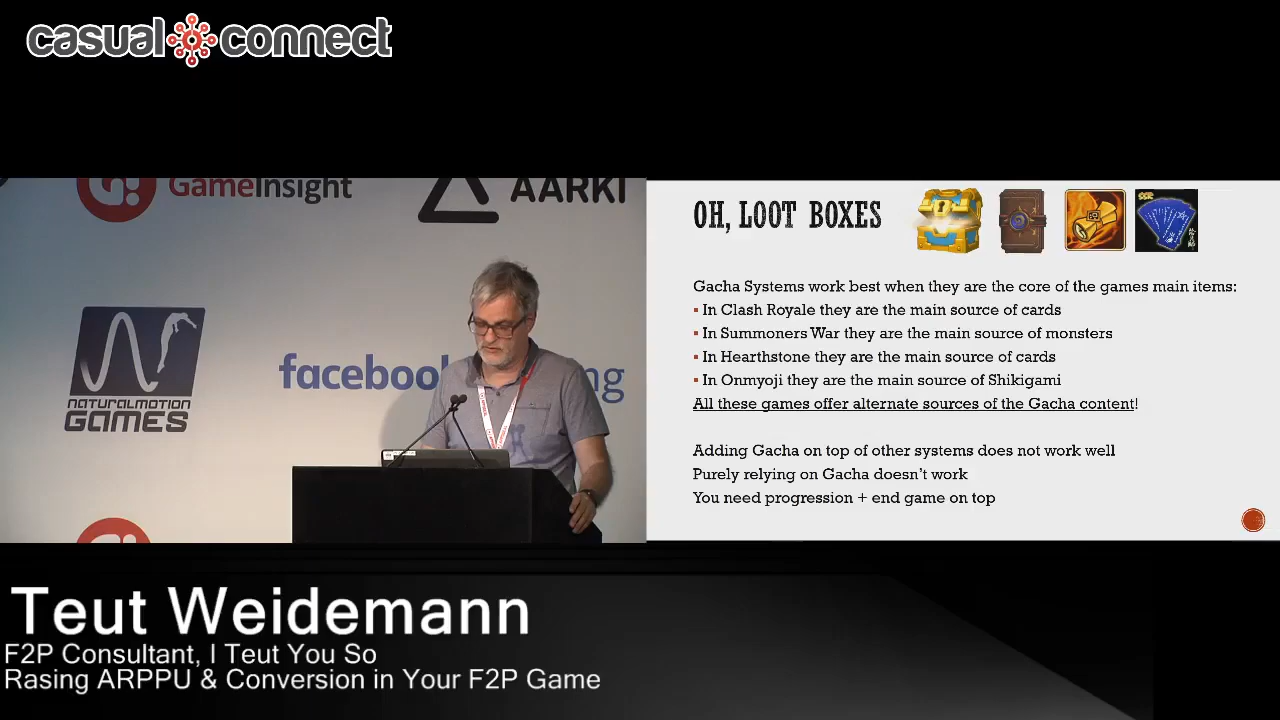 casual connect
GameInsight
AARKI
NATURALMOTION
GAMES
facebook
ng
OH, LOOT BOXES
Gacha Systems work best when they are the core of the games main items:
▪ In Clash Royale they are the main source of cards
▪ In Summoners War they are the main source of monsters
▪ In Hearthstone they are the main source of cards
▪ In Onmyoji they are the main source of Shikigami
All these games offer alternate sources of the Gacha content!
Adding Gacha on top of other systems does not work well
Purely relying on Gacha doesn't work
You need progression + end game on top
Teut Weidemann
F2P Consultant, I Teut You So
Rasing ARPPU & Conversion in Your F2P Game